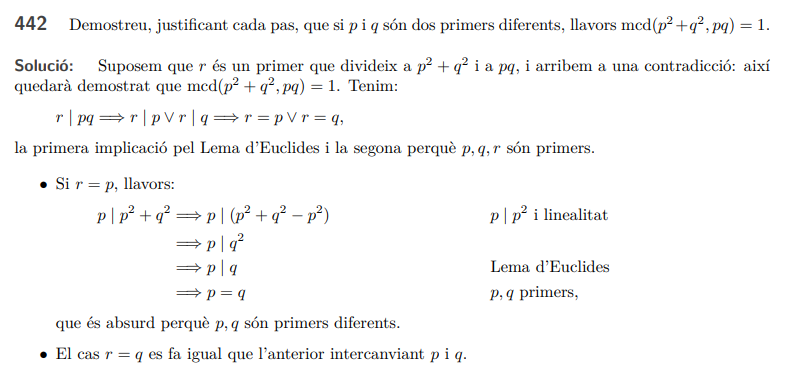 442 Demostreu, justificant cada pas, que si p i q són dos primers diferents, llavors mcd(p²+q², pq) = 1.
Solució: Suposem que r és un primer que divideix a p² + q² i a pq, i arribem a una contradicció: així
quedarà demostrat que mcd(p² + q², pq) = 1. Tenim:
r | pq ⟹ r | p ∨ r | q ⟹ r = p ∨ r = q,
la primera implicació pel Lema d'Euclides i la segona perquè p, q, r són primers.
• Si r = p, llavors:
p | p² + q² ⟹ p | (p² + q² − p²) p | p² i linealitat
⟹ p | q²
⟹ p | q Lema d'Euclides
⟹ p = q p, q primers,
que és absurd perquè p, q són primers diferents.
• El cas r = q es fa igual que l'anterior intercanviant p i q.